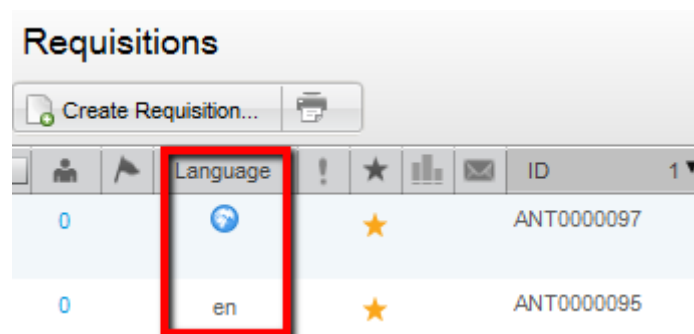 Requisitions
Create Requisition...
Language ID 1
0 ANT0000097
0 en ANT0000095